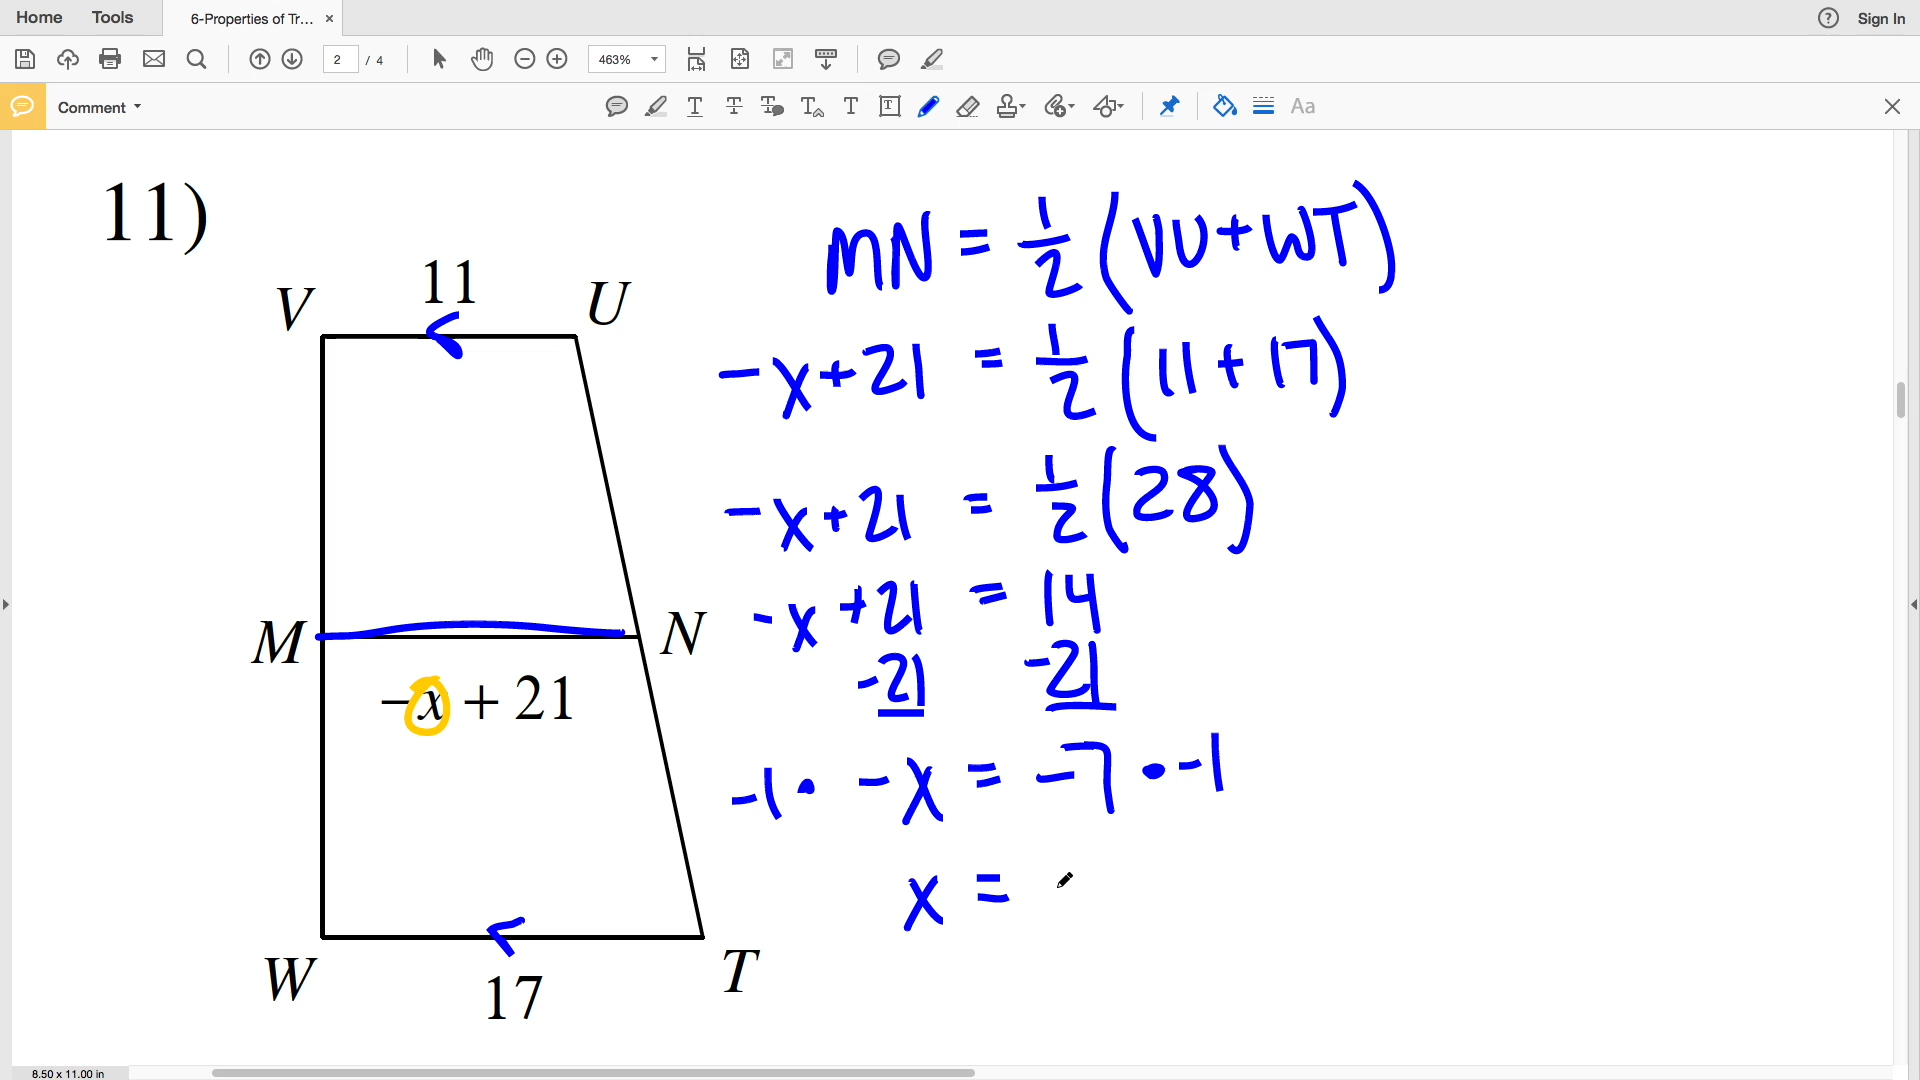 Home Tools 6-Properties of Tr... × ? Sign In
2 / 4 463%
Comment T T T T T T Aa
11)
V 11 U
M N
−x + 21
W 17 T
MN = 1/2 (VU+WT)
-x+21 = 1/2 (11+17)
-x+21 = 1/2 (28)
-x+21 = 14
-21 -21
-1 • -x = -7 • -1
x =
8.50 x 11.00 in